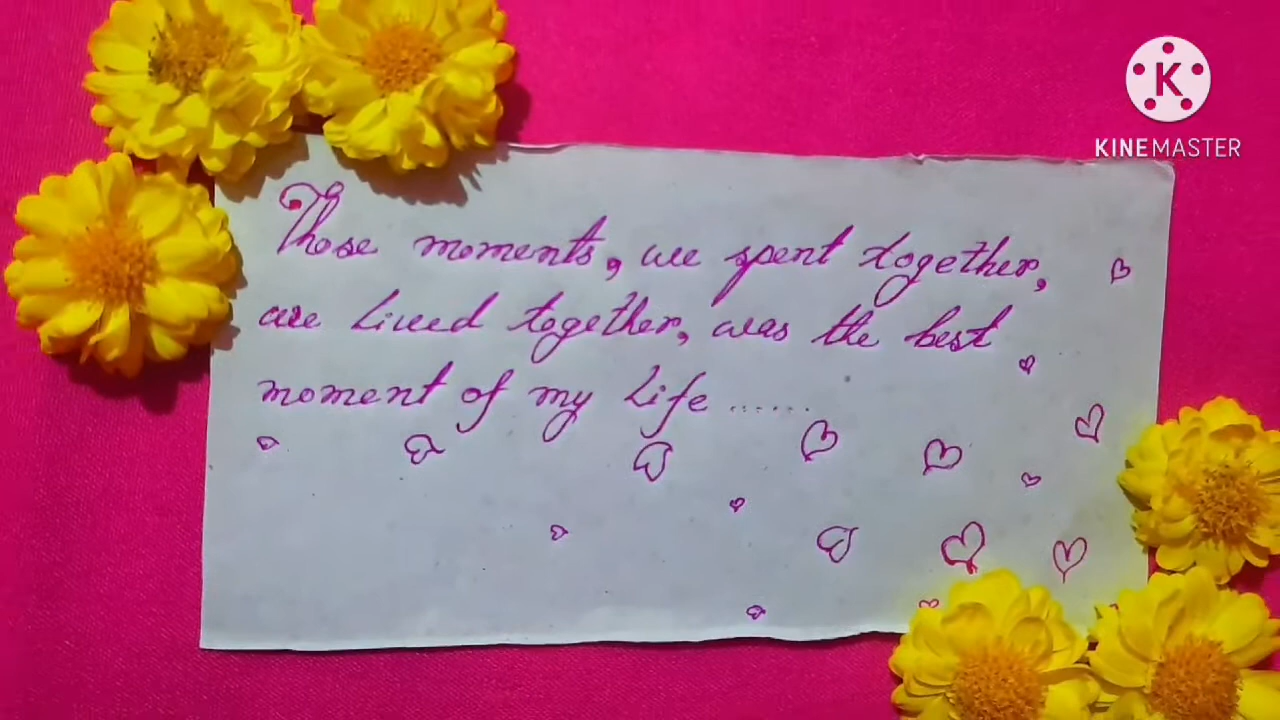 Those moments, we spent together,
we lived together, was the best
moment of my life ......
K
KINEMASTER